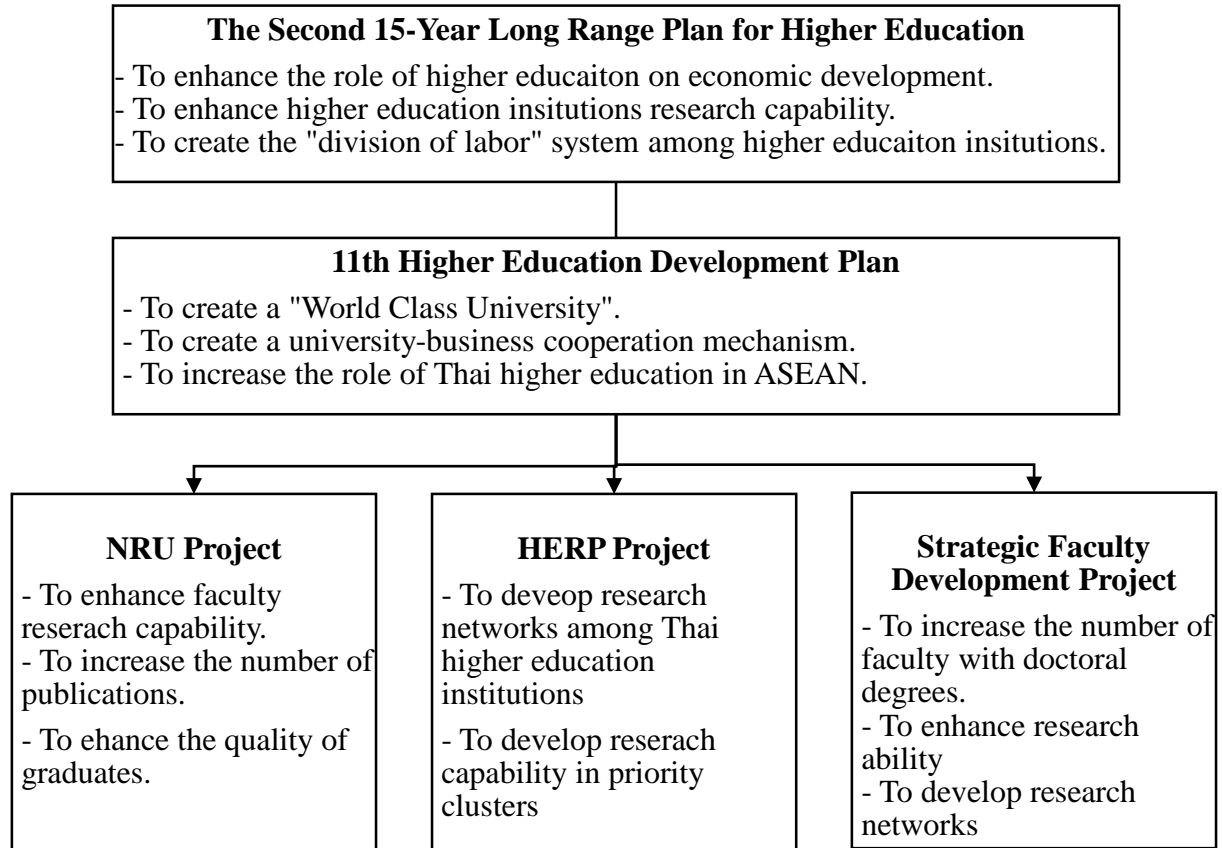 The Second 15-Year Long Range Plan for Higher Education
- To enhance the role of higher educaiton on economic development.
- To enhance higher education insitutions research capability.
- To create the "division of labor" system among higher educaiton insitutions.
11th Higher Education Development Plan
- To create a "World Class University".
- To create a university-business cooperation mechanism.
- To increase the role of Thai higher education in ASEAN.
NRU Project
- To enhance faculty
reserach capability.
- To increase the number of
publications.
- To ehance the quality of
graduates.
HERP Project
- To deveop research
networks among Thai
higher education
institutions
- To develop reserach
capability in priority
clusters
Strategic Faculty
Development Project
- To increase the number of
faculty with doctoral
degrees.
- To enhance research
ability
- To develop research
networks